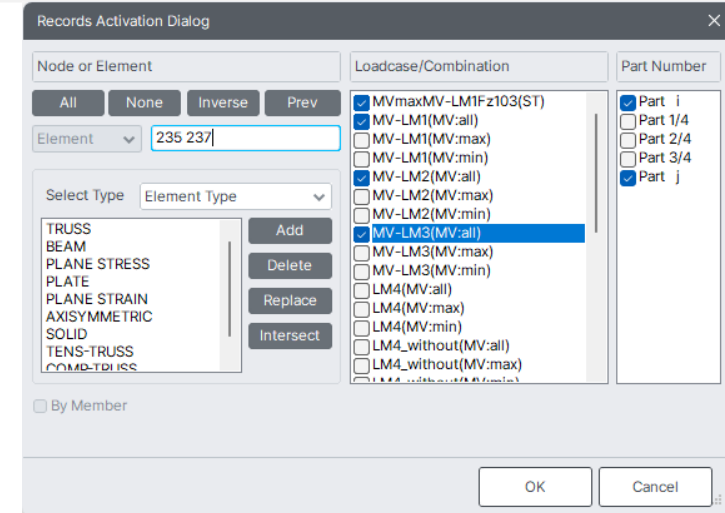 Records Activation Dialog
Node or Element
All None Inverse Prev
Element 235 237
Select Type Element Type
TRUSS
BEAM
PLANE STRESS
PLATE
PLANE STRAIN
AXISYMMETRIC
SOLID
TENS-TRUSS
COMP-TRUSS
Add
Delete
Replace
Intersect
By Member
Loadcase/Combination
MVmaxMV-LM1Fz103(ST)
MV-LM1(MV:all)
MV-LM1(MV:max)
MV-LM1(MV:min)
MV-LM2(MV:all)
MV-LM2(MV:max)
MV-LM2(MV:min)
MV-LM3(MV:all)
MV-LM3(MV:max)
MV-LM3(MV:min)
LM4(MV:all)
LM4(MV:max)
LM4(MV:min)
LM4_without(MV:all)
LM4_without(MV:max)
LM4_without(MV:min)
Part Number
Part i
Part 1/4
Part 2/4
Part 3/4
Part j
OK Cancel